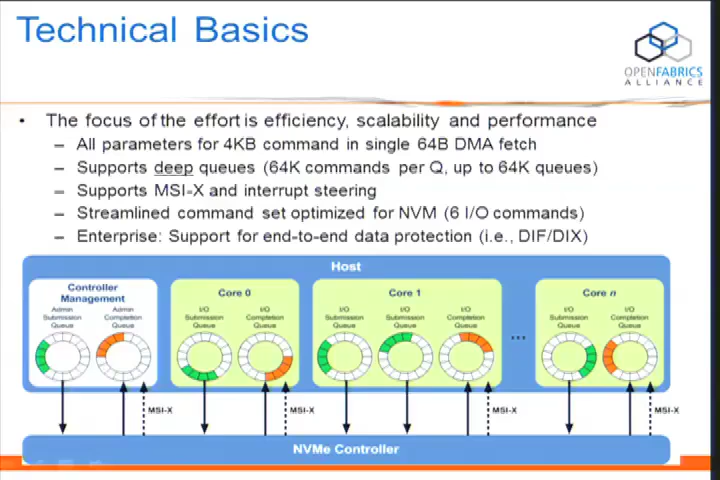 Technical Basics
OPENFABRICS
ALLIANCE
• The focus of the effort is efficiency, scalability and performance
– All parameters for 4KB command in single 64B DMA fetch
– Supports deep queues (64K commands per Q, up to 64K queues)
– Supports MSI-X and interrupt steering
– Streamlined command set optimized for NVM (6 I/O commands)
– Enterprise: Support for end-to-end data protection (i.e., DIF/DIX)
Host
Controller
Management
Admin
Submission
Queue
Admin
Completion
Queue
Core 0
I/O
Submission
Queue
I/O
Completion
Queue
Core 1
I/O
Submission
Queue
I/O
Submission
Queue
I/O
Completion
Queue
...
Core n
I/O
Submission
Queue
I/O
Completion
Queue
MSI-X
MSI-X
MSI-X
MSI-X
NVMe Controller